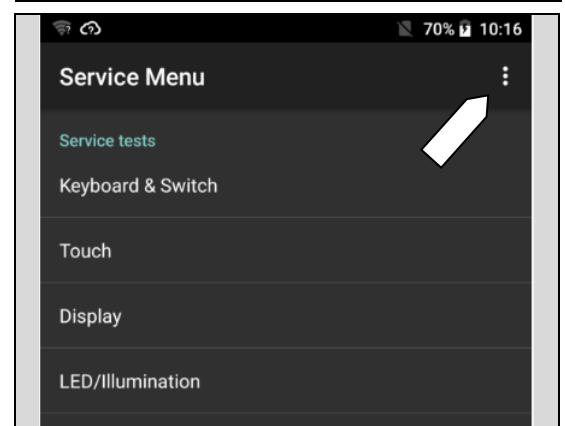 70% 10:16
Service Menu
Service tests
Keyboard & Switch
Touch
Display
LED/Illumination